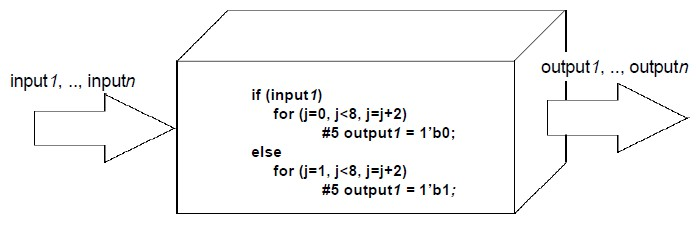 input1, .., inputn
output1, .., outputn
if (input1)
for (j=0, j<8, j=j+2)
#5 output1 = 1’b0;
else
for (j=1, j<8, j=j+2)
#5 output1 = 1’b1;